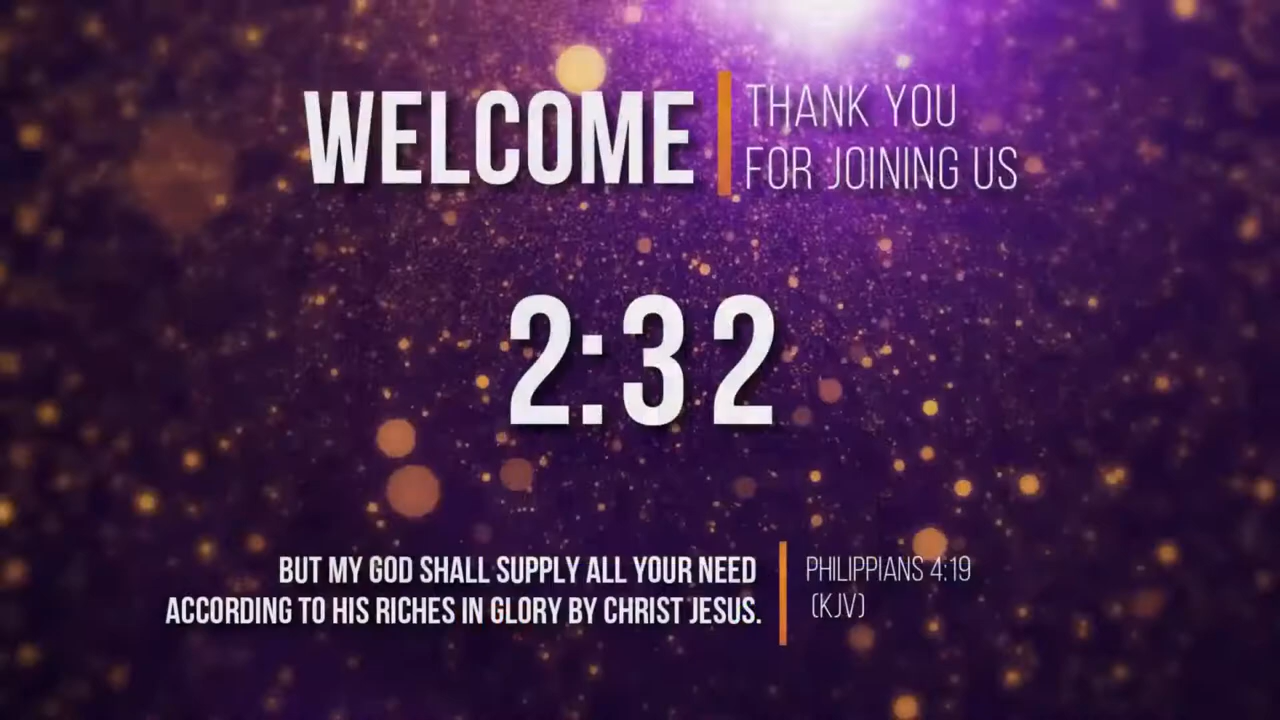 WELCOME
THANK YOU
FOR JOINING US
2:32
BUT MY GOD SHALL SUPPLY ALL YOUR NEED
ACCORDING TO HIS RICHES IN GLORY BY CHRIST JESUS.
PHILIPPIANS 4:19
(KJV)